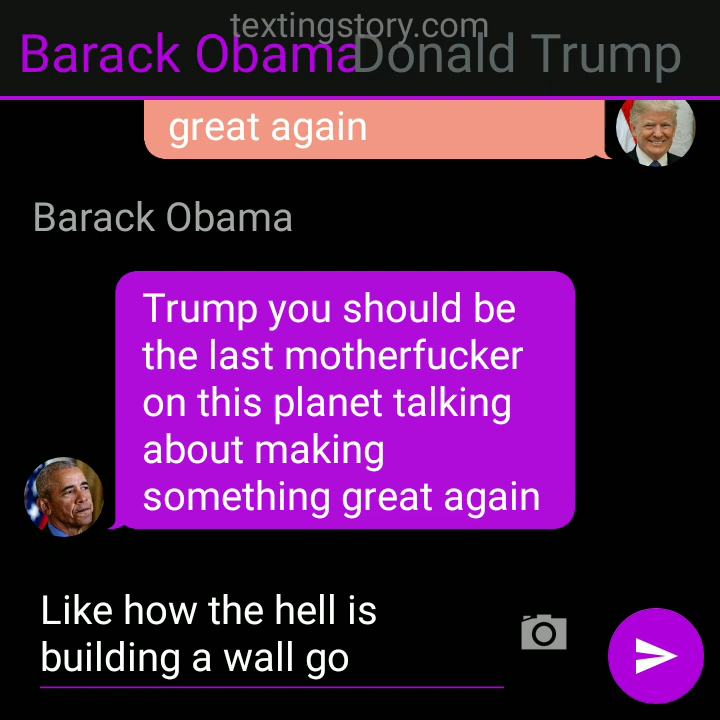 textingstory.com
Barack Obama Donald Trump
great again
Barack Obama
Trump you should be
the last motherfucker
on this planet talking
about making
something great again
Like how the hell is
building a wall go